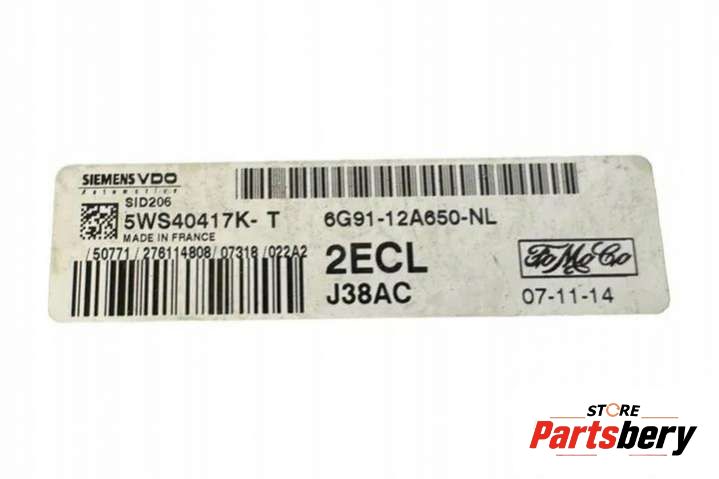 SIEMENS VDO
Automotive
SID206
5WS40417K- T 6G91-12A650-NL
MADE IN FRANCE
/50771/276114808/07318/022A2
2ECL
J38AC
FoMoCo
07-11-14
STORE
Partsbery